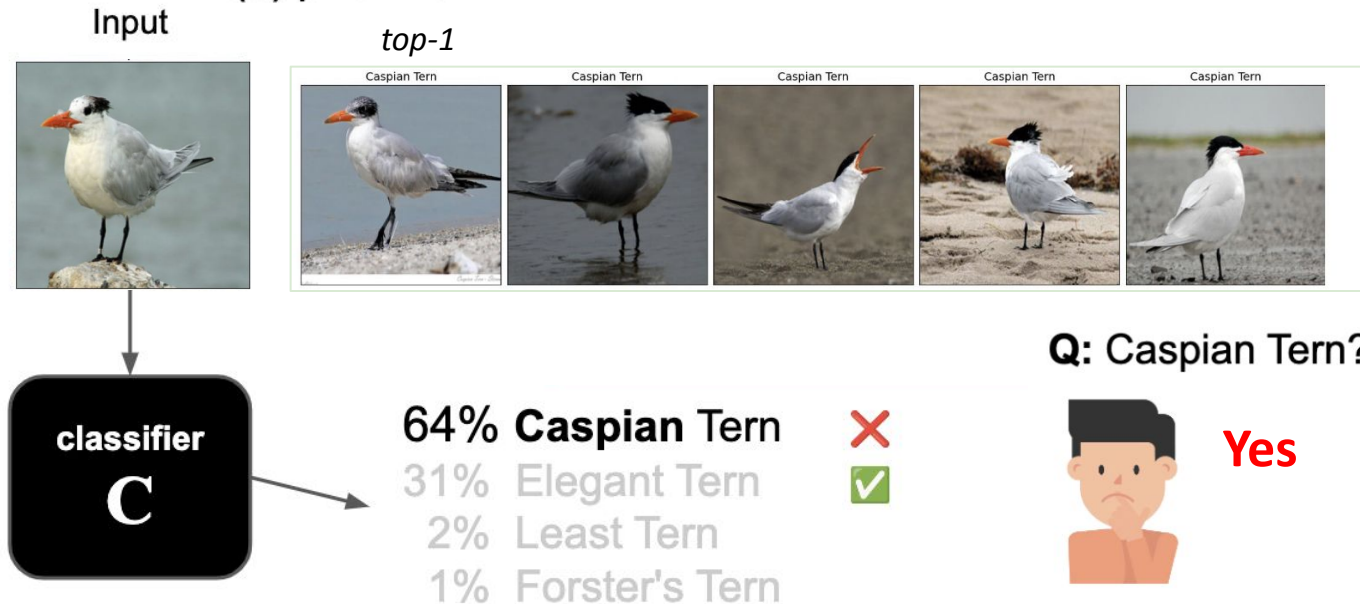 Input
top-1
Caspian Tern
Caspian Tern
Caspian Tern
Caspian Tern
Caspian Tern
Q: Caspian Tern?
classifier
C
64% Caspian Tern ❌
31% Elegant Tern ✅
2% Least Tern
1% Forster's Tern
Yes